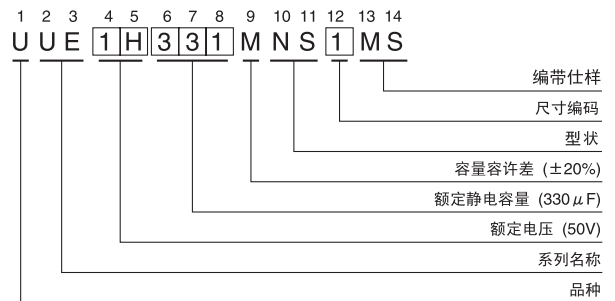 1 2 3 4 5 6 7 8 9 10 11 12 13 14
U U E 1 H 3 3 1 M N S 1 M S
编带仕样
尺寸编码
型状
容量容许差 (±20%)
额定静电容量 (330μF)
额定电压 (50V)
系列名称
品种